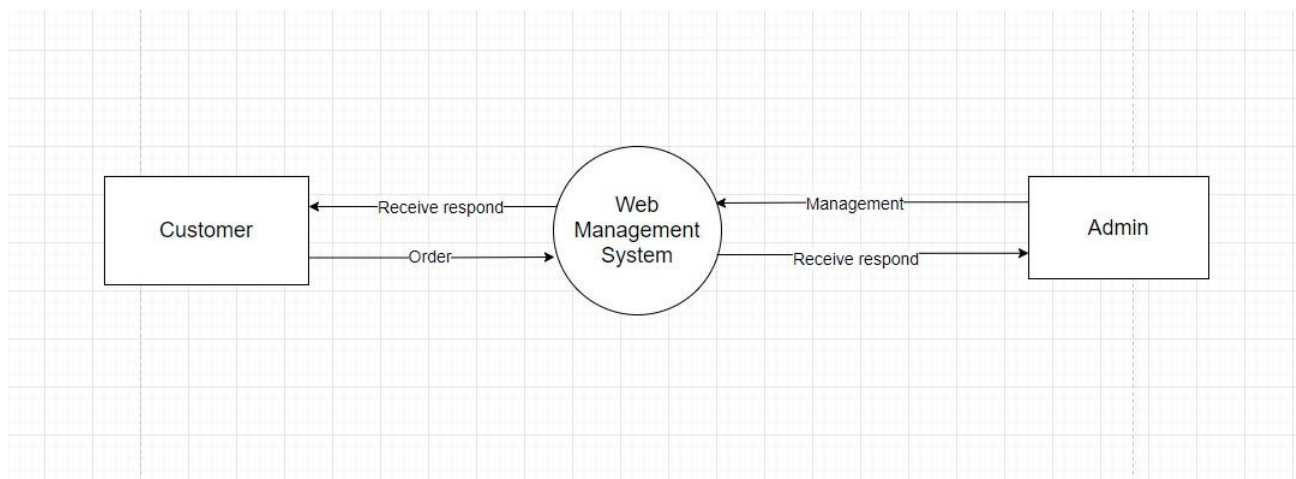 Customer
Receive respond
Order
Web
Management
System
Management
Receive respond
Admin